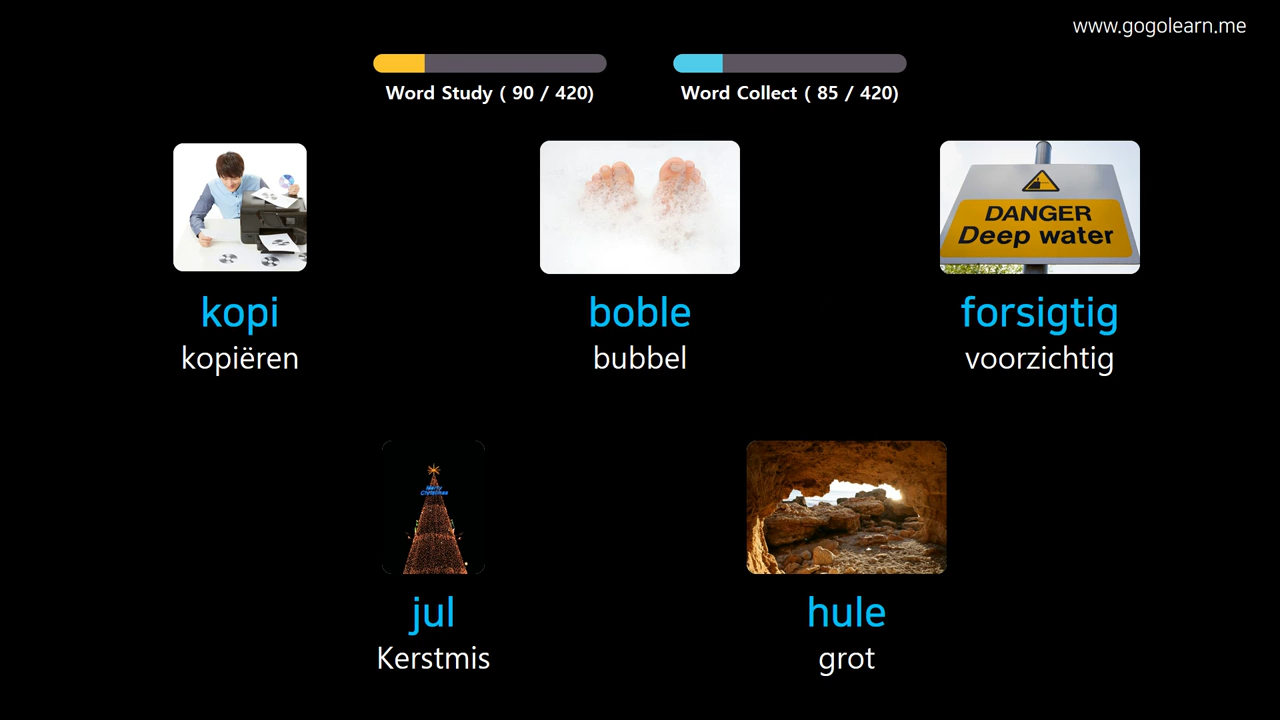 www.gogolearn.me
Word Study ( 90 / 420)
Word Collect ( 85 / 420)
DANGER
Deep water
kopi
boble
forsigtig
kopiëren
bubbel
voorzichtig
Merry
Christmas
jul
hule
Kerstmis
grot